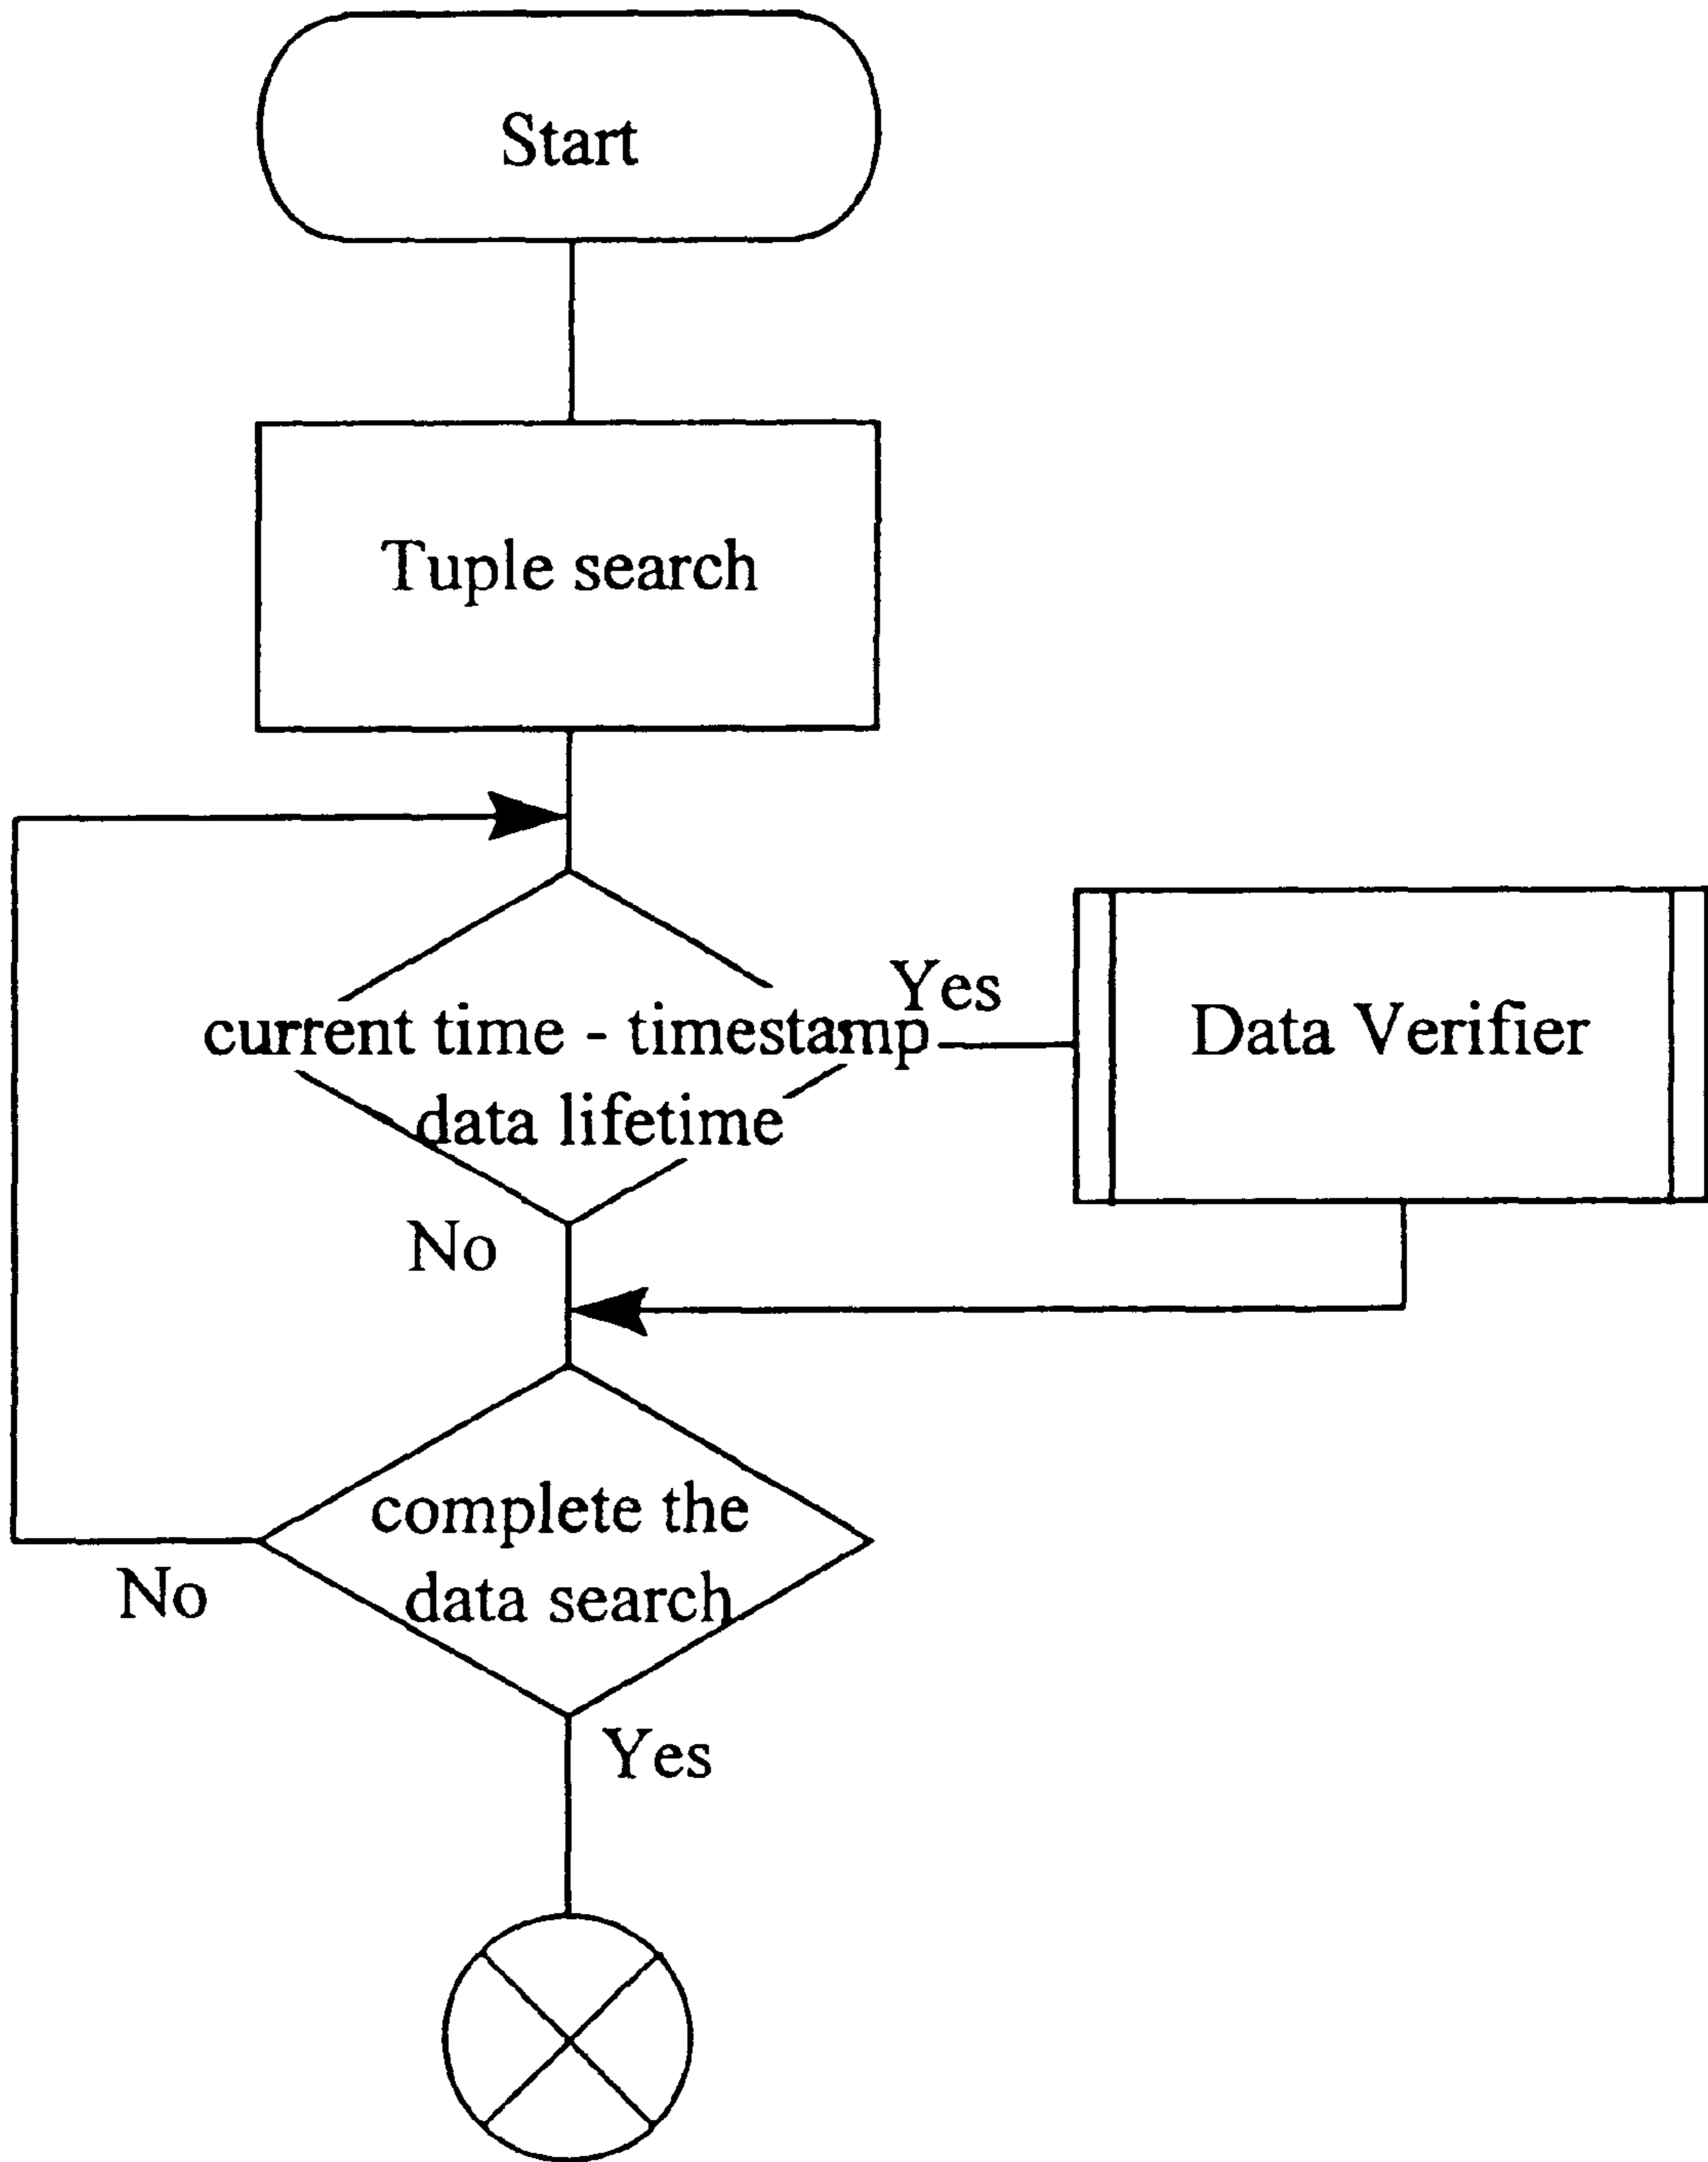 Start
Tuple search
Yes
current time - timestamp
Data Verifier
data lifetime
No
complete the
data search
No
Yes